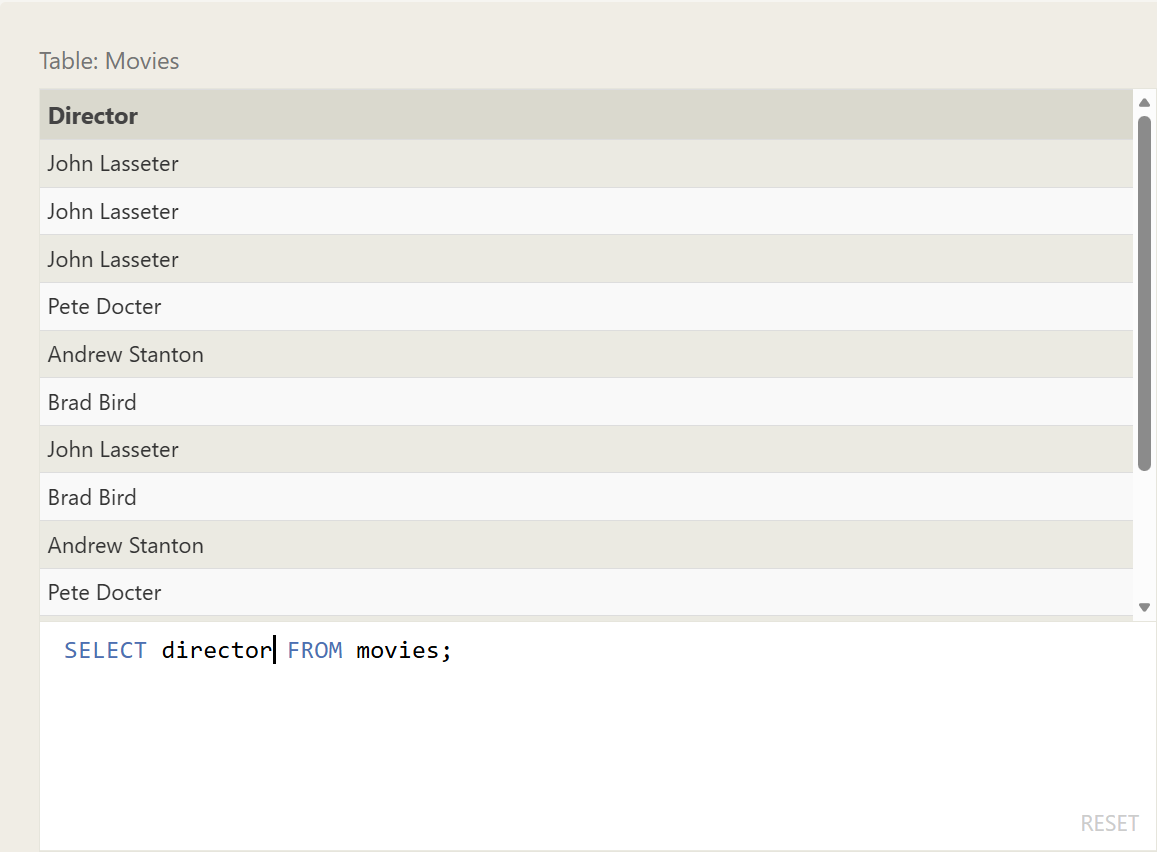 Table: Movies
Director
John Lasseter
John Lasseter
John Lasseter
Pete Docter
Andrew Stanton
Brad Bird
John Lasseter
Brad Bird
Andrew Stanton
Pete Docter
SELECT director FROM movies;
RESET